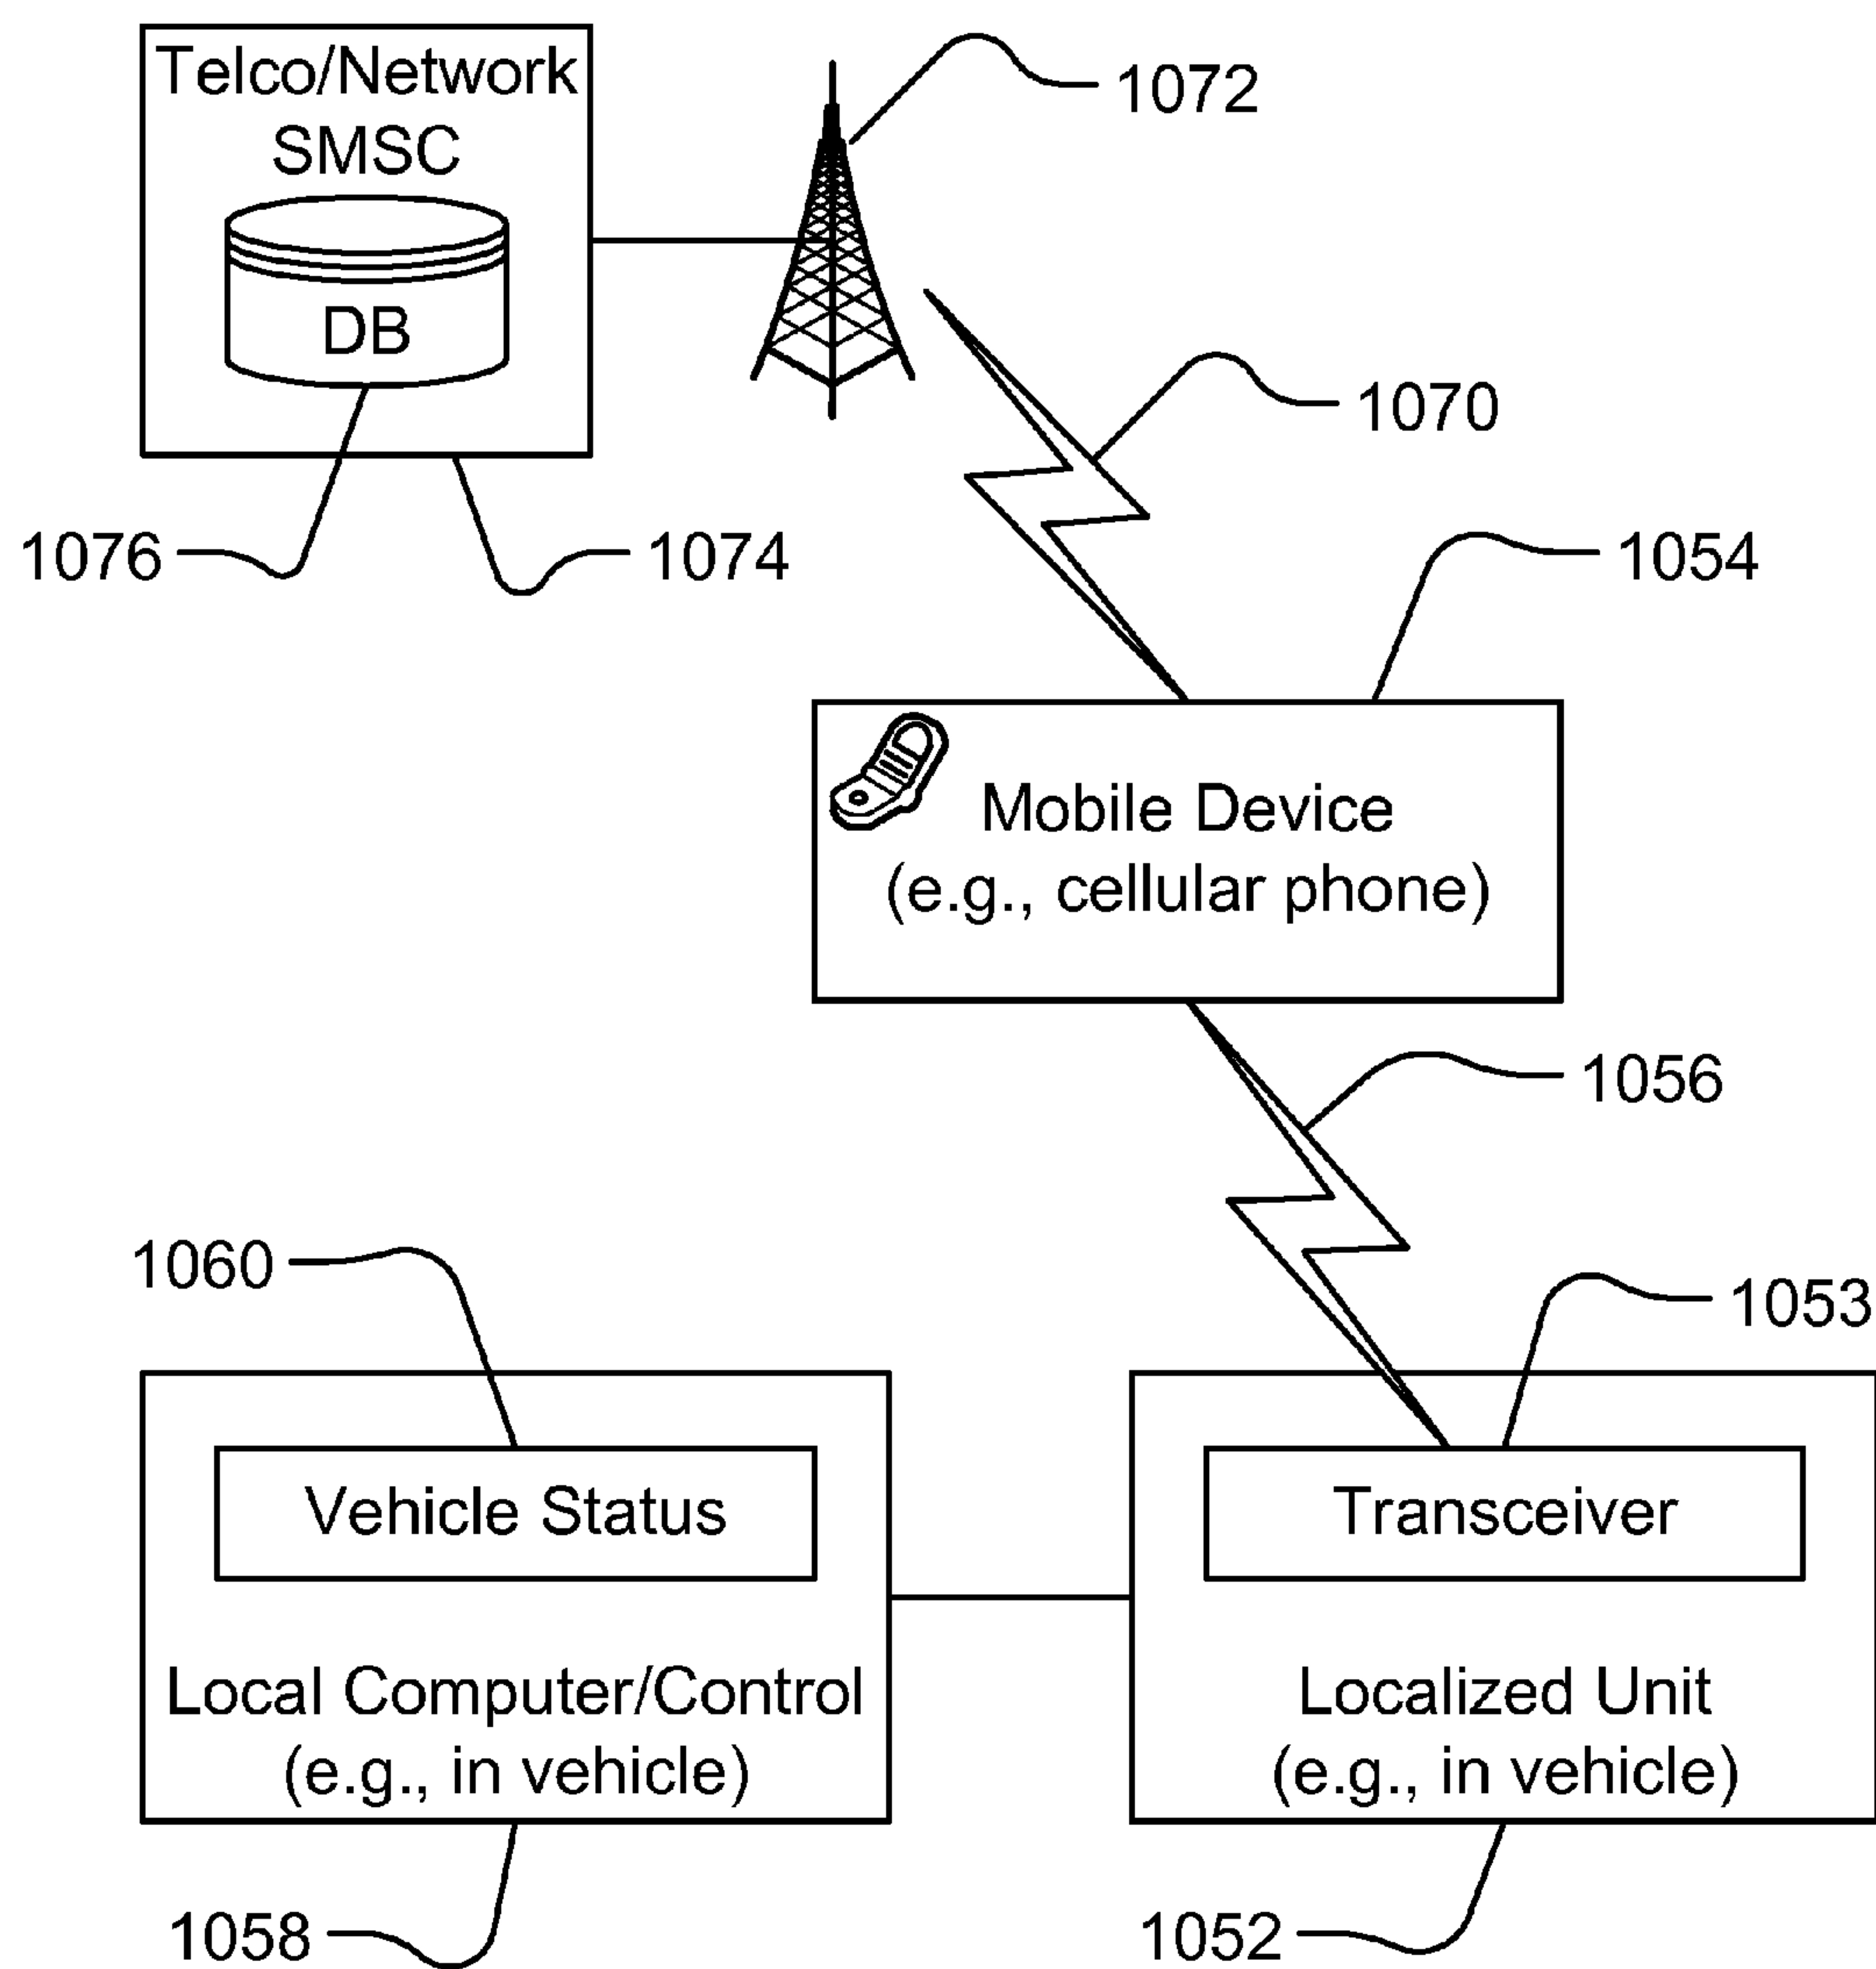 Telco/Network
SMSC
DB
1072
1070
1076
1074
1054
Mobile Device
(e.g., cellular phone)
1056
1060
1053
Vehicle Status
Transceiver
Local Computer/Control
(e.g., in vehicle)
Localized Unit
(e.g., in vehicle)
1058
1052